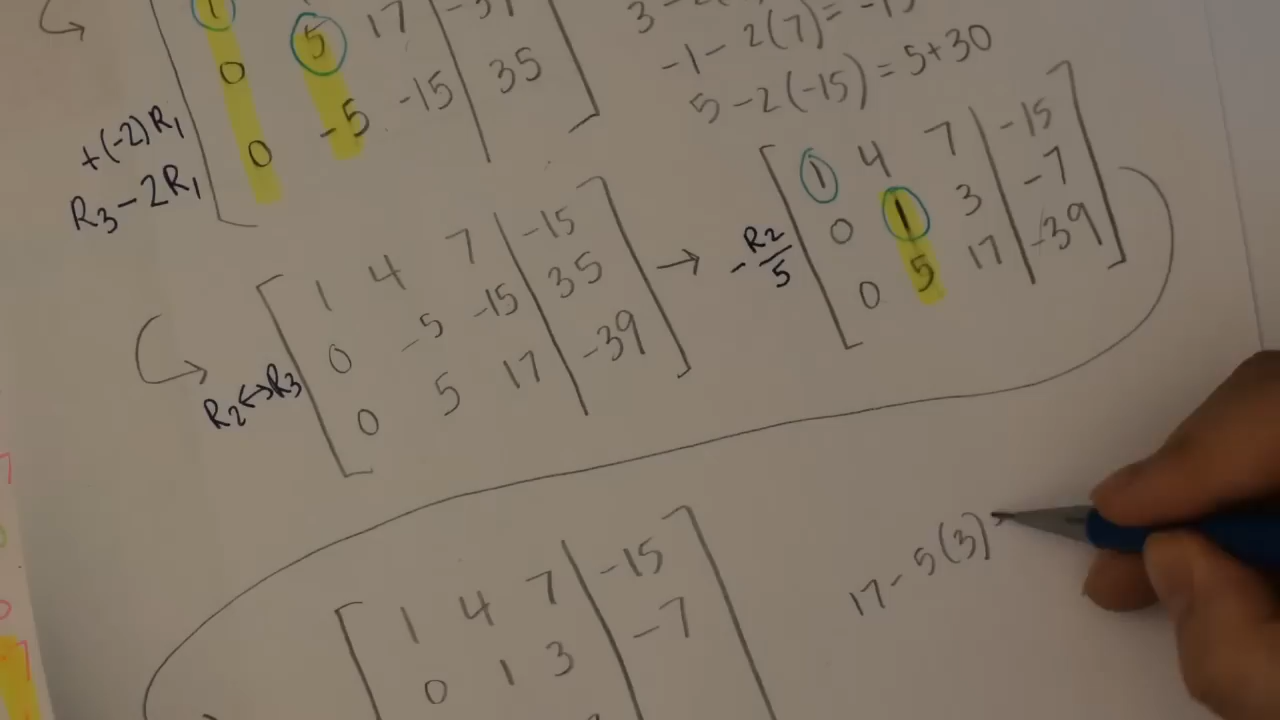 1 17 -39
0 5
0 -5 -15 35
+(-2)R1
R3-2R1
-1-2(7)=-15
5-2(-15)=5+30
1 4 7 -15
0 -5 -15 35
0 5 17 -39
R2↔R3
→
-R2/5
1 4 7 -15
0 1 3 -7
0 5 17 -39
1 4 7 -15
0 1 3 -7
17-5(3)=